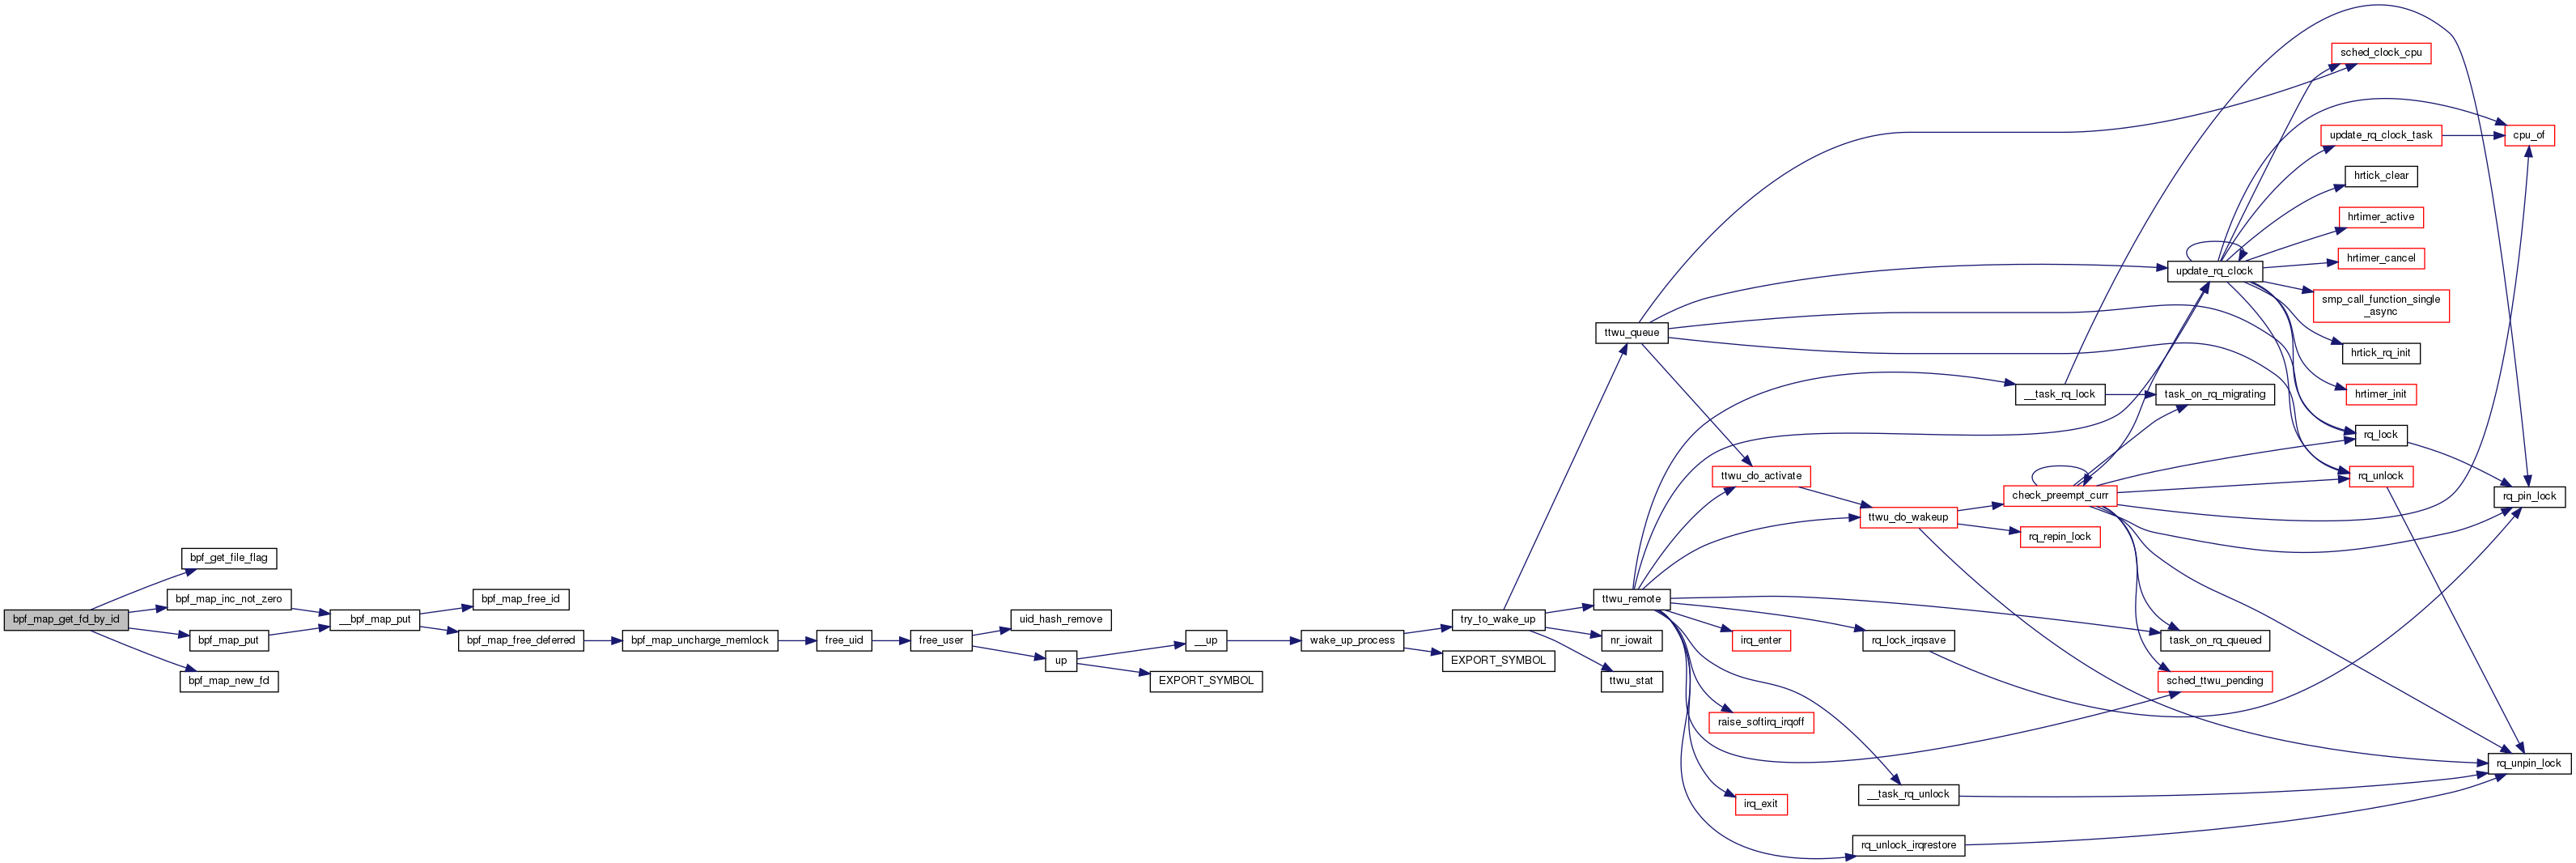 bpf_map_get_fd_by_id
bpf_get_file_flag
bpf_map_inc_not_zero
bpf_map_put
bpf_map_new_fd
__bpf_map_put
bpf_map_free_id
bpf_map_free_deferred
bpf_map_uncharge_memlock
free_uid
free_user
uid_hash_remove
up
__up
EXPORT_SYMBOL
wake_up_process
try_to_wake_up
EXPORT_SYMBOL
ttwu_queue
ttwu_remote
nr_iowait
ttwu_stat
ttwu_do_activate
irq_enter
raise_softirq_irqoff
irq_exit
ttwu_do_wakeup
rq_lock_irqsave
__task_rq_unlock
rq_unlock_irqrestore
__task_rq_lock
check_preempt_curr
rq_repin_lock
update_rq_clock
task_on_rq_migrating
task_on_rq_queued
sched_ttwu_pending
sched_clock_cpu
update_rq_clock_task
hrtick_clear
hrtimer_active
hrtimer_cancel
smp_call_function_single
_async
hrtick_rq_init
hrtimer_init
rq_lock
rq_unlock
cpu_of
rq_pin_lock
rq_unpin_lock